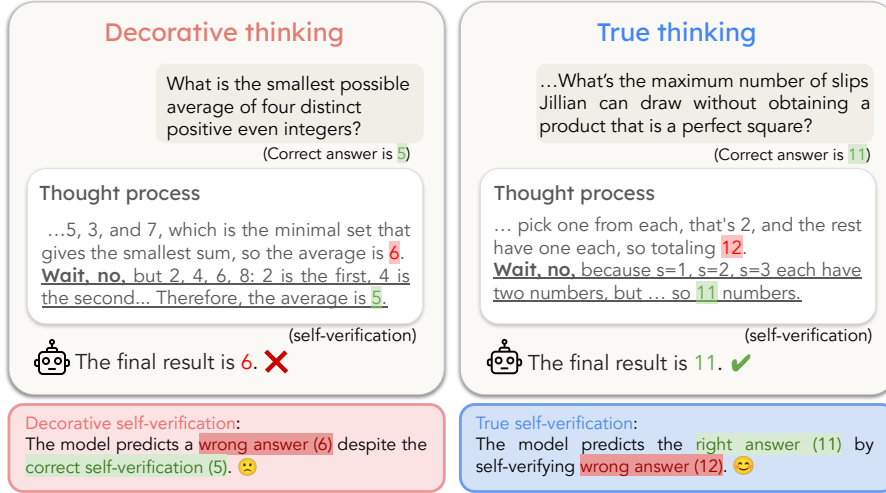 Decorative thinking
What is the smallest possible
average of four distinct
positive even integers?
(Correct answer is 5)
Thought process
...5, 3, and 7, which is the minimal set that
gives the smallest sum, so the average is 6.
Wait, no, but 2, 4, 6, 8: 2 is the first, 4 is
the second... Therefore, the average is 5.
(self-verification)
The final result is 6. ❌
Decorative self-verification:
The model predicts a wrong answer (6) despite the
correct self-verification (5). 🙁
True thinking
...What's the maximum number of slips
Jillian can draw without obtaining a
product that is a perfect square?
(Correct answer is 11)
Thought process
... pick one from each, that's 2, and the rest
have one each, so totaling 12.
Wait, no, because s=1, s=2, s=3 each have
two numbers, but ... so 11 numbers.
(self-verification)
The final result is 11. ✔
True self-verification:
The model predicts the right answer (11) by
self-verifying wrong answer (12). 😊